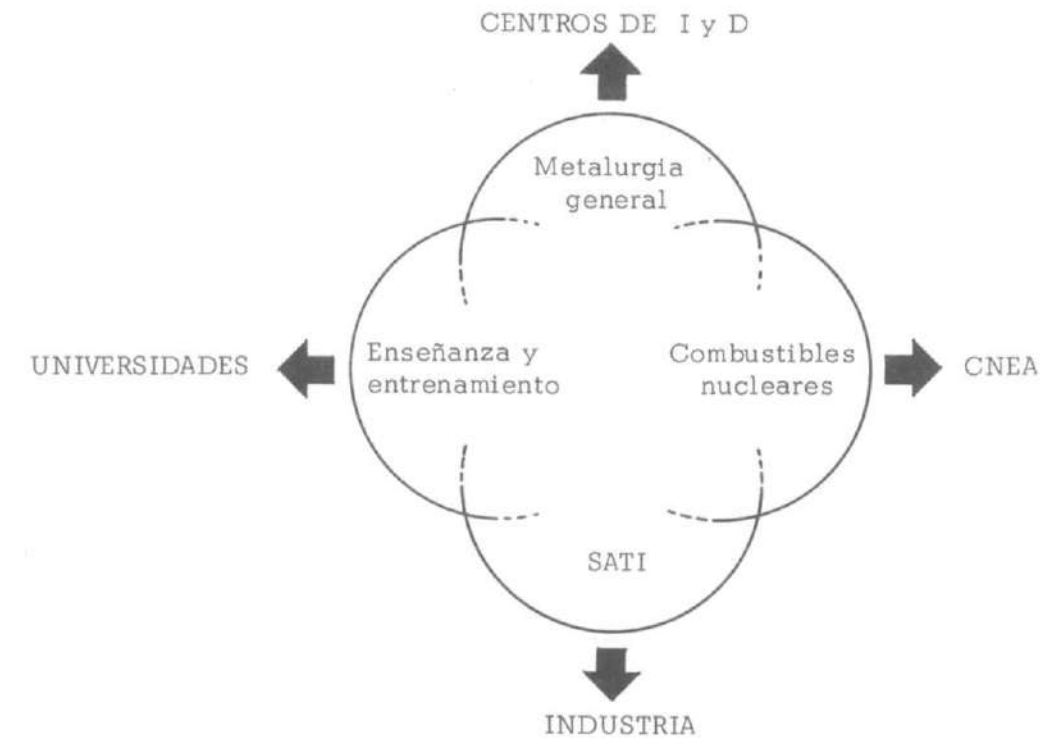 CENTROS DE I y D
Metalurgia
general
UNIVERSIDADES
Enseñanza y
entrenamiento
Combustibles
nucleares
CNEA
SATI
INDUSTRIA